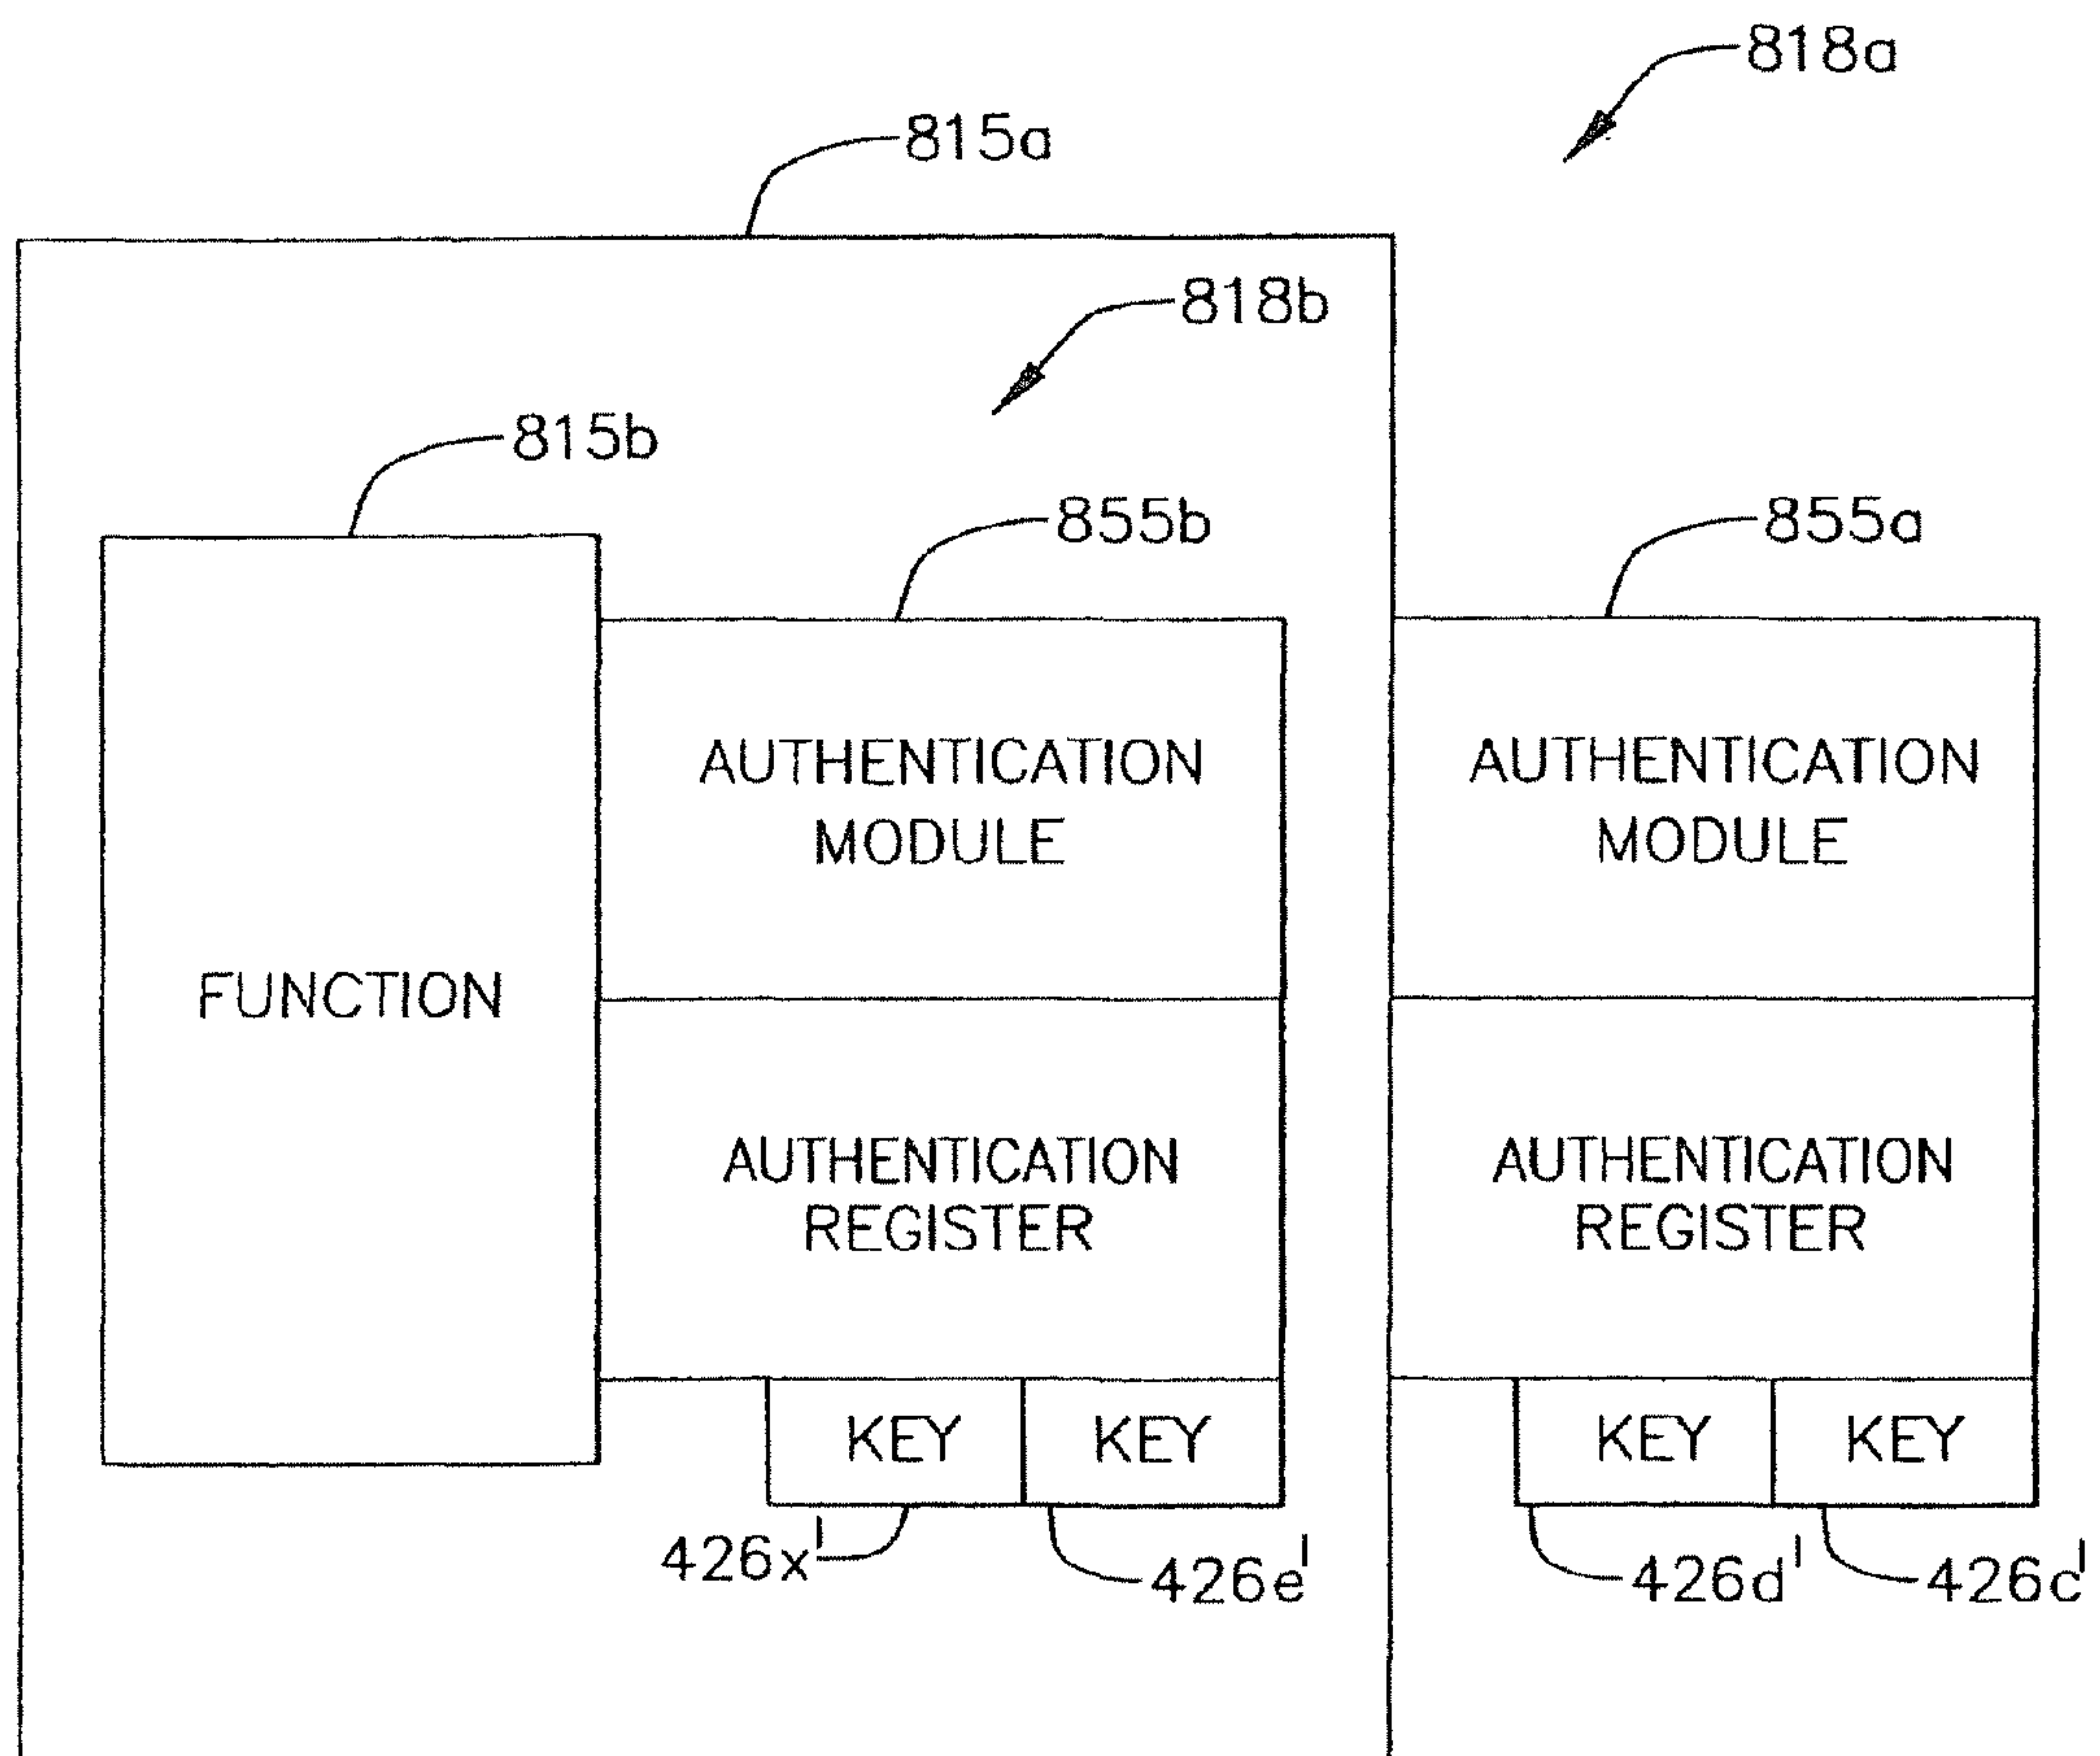 818a
815a
818b
815b
855b
855a
AUTHENTICATION
MODULE
AUTHENTICATION
MODULE
FUNCTION
AUTHENTICATION
REGISTER
AUTHENTICATION
REGISTER
KEY
KEY
KEY
KEY
426x'
426e'
426d'
426c'